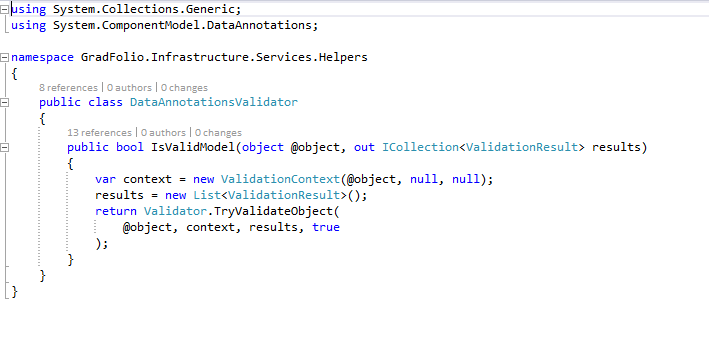 using System.Collections.Generic;
using System.ComponentModel.DataAnnotations;
namespace GradFolio.Infrastructure.Services.Helpers
{
8 references | 0 authors | 0 changes
public class DataAnnotationsValidator
{
13 references | 0 authors | 0 changes
public bool IsValidModel(object @object, out ICollection<ValidationResult> results)
{
var context = new ValidationContext(@object, null, null);
results = new List<ValidationResult>();
return Validator.TryValidateObject(
@object, context, results, true
);
}
}
}